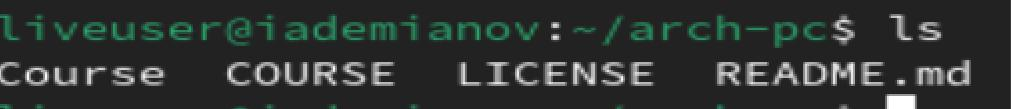 liveuser@iademianov:~/arch-pc$ ls
Course COURSE LICENSE README.md